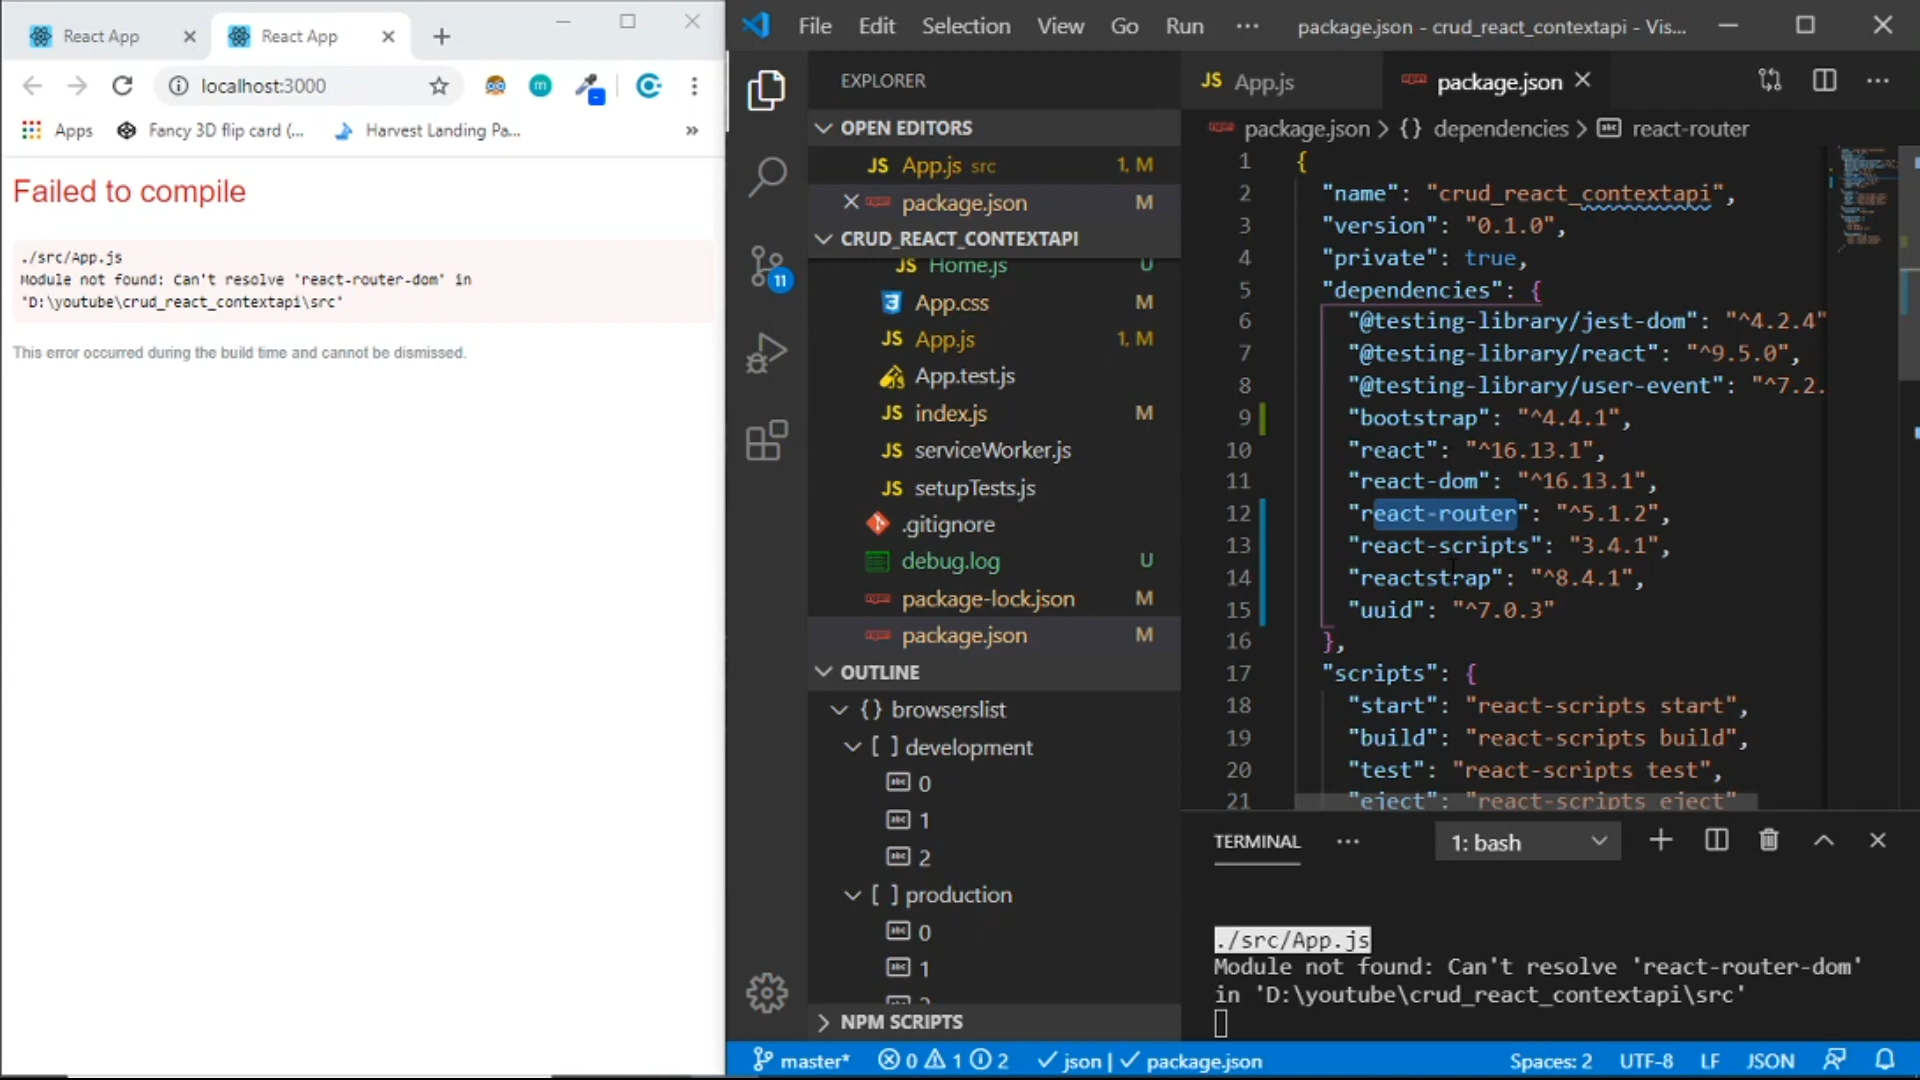 React App
React App
localhost:3000
Apps
Fancy 3D flip card (...
Harvest Landing Pa...
»
Failed to compile
./src/App.js
Module not found: Can't resolve 'react-router-dom' in
'D:\youtube\crud_react_contextapi\src'
This error occurred during the build time and cannot be dismissed.
File Edit Selection View Go Run ··· package.json - crud_react_contextapi - Vis...
EXPLORER
OPEN EDITORS
JS App.js src 1, M
package.json M
CRUD_REACT_CONTEXTAPI
JS Home.js U
App.css M
JS App.js 1, M
App.test.js
JS index.js M
JS serviceWorker.js
JS setupTests.js
.gitignore
debug.log U
package-lock.json M
package.json M
OUTLINE
{} browserslist
[ ] development
abc 0
abc 1
abc 2
[ ] production
abc 0
abc 1
NPM SCRIPTS
11
JS App.js
package.json
package.json > {} dependencies > abc react-router
1 {
2 "name": "crud_react_contextapi",
3 "version": "0.1.0",
4 "private": true,
5 "dependencies": {
6 "@testing-library/jest-dom": "^4.2.4"
7 "@testing-library/react": "^9.5.0",
8 "@testing-library/user-event": "^7.2.
9 "bootstrap": "^4.4.1",
10 "react": "^16.13.1",
11 "react-dom": "^16.13.1",
12 "react-router": "^5.1.2",
13 "react-scripts": "3.4.1",
14 "reactstrap": "^8.4.1",
15 "uuid": "^7.0.3"
16 },
17 "scripts": {
18 "start": "react-scripts start",
19 "build": "react-scripts build",
20 "test": "react-scripts test",
21 "eject": "react-scripts eject"
TERMINAL ··· 1: bash
./src/App.js
Module not found: Can't resolve 'react-router-dom'
in 'D:\youtube\crud_react_contextapi\src'
master* 0 1 2 json | package.json Spaces: 2 UTF-8 LF JSON